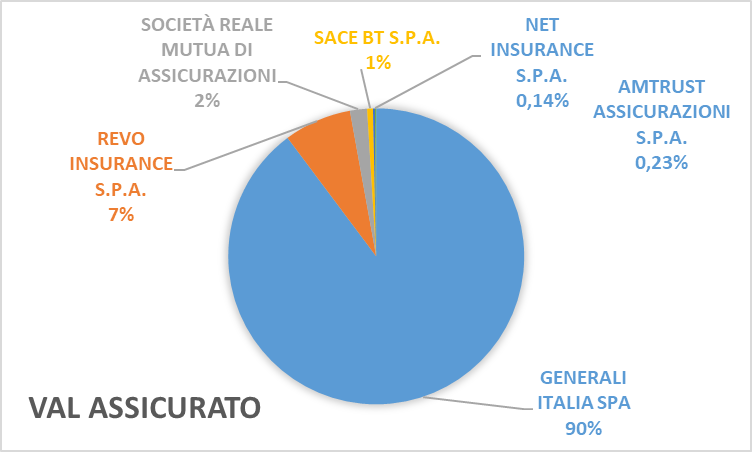 SOCIETÀ REALE
MUTUA DI
ASSICURAZIONI
2%
SACE BT S.P.A.
1%
NET
INSURANCE
S.P.A.
0,14%
AMTRUST
ASSICURAZIONI
S.P.A.
0,23%
REVO
INSURANCE
S.P.A.
7%
GENERALI
ITALIA SPA
90%
VAL ASSICURATO